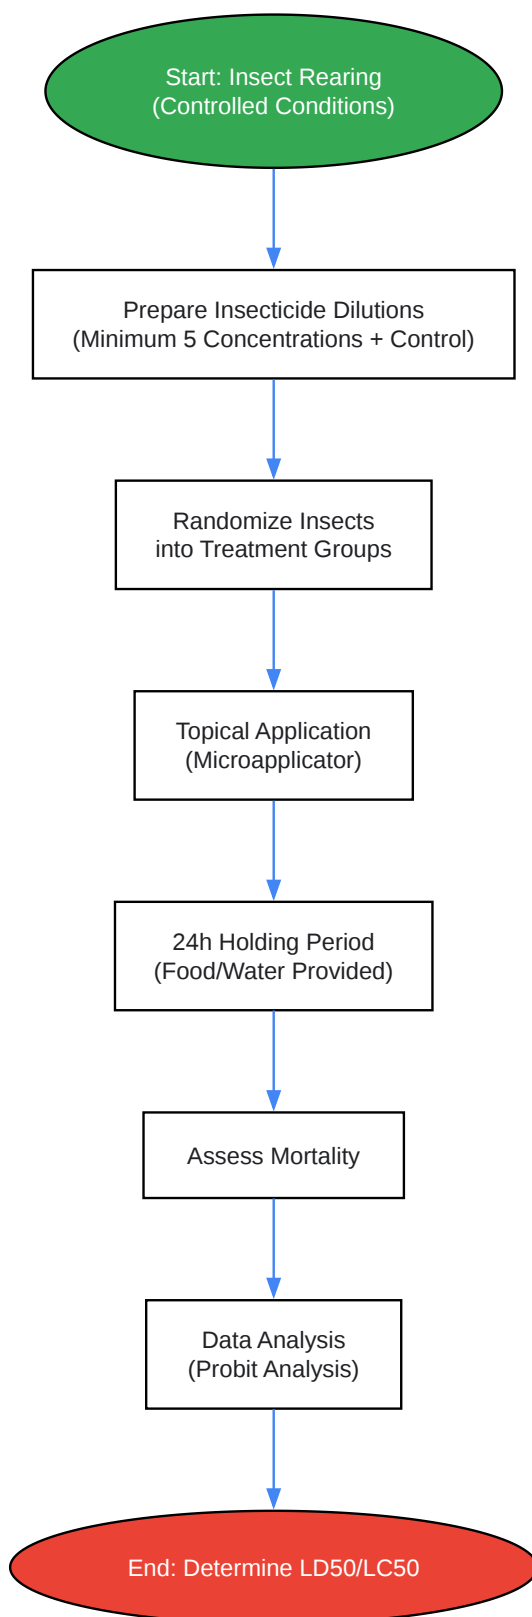 Start: Insect Rearing
(Controlled Conditions)
Prepare Insecticide Dilutions
(Minimum 5 Concentrations + Control)
Randomize Insects
into Treatment Groups
Topical Application
(Microapplicator)
24h Holding Period
(Food/Water Provided)
Assess Mortality
Data Analysis
(Probit Analysis)
End: Determine LD50/LC50